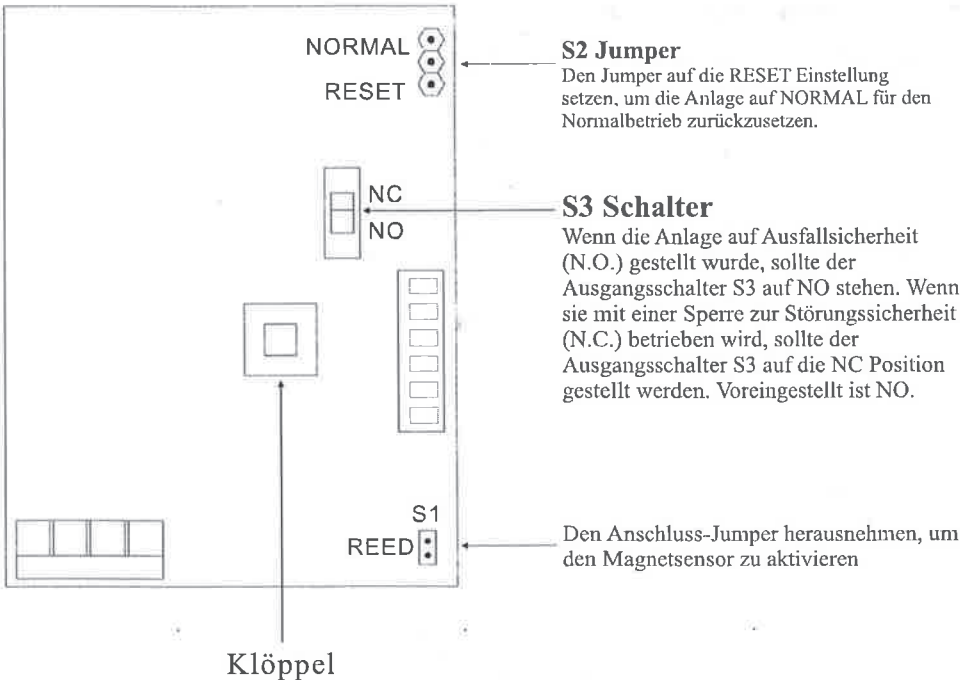 NORMAL
RESET
S2 Jumper
Den Jumper auf die RESET Einstellung
setzen, um die Anlage auf NORMAL für den
Normalbetrieb zurückzusetzen.
NC
NO
S3 Schalter
Wenn die Anlage auf Ausfallsicherheit
(N.O.) gestellt wurde, sollte der
Ausgangsschalter S3 auf NO stehen. Wenn
sie mit einer Sperre zur Störungssicherheit
(N.C.) betrieben wird, sollte der
Ausgangsschalter S3 auf die NC Position
gestellt werden. Voreingestellt ist NO.
S1
REED
Den Anschluss-Jumper herausnehmen, um
den Magnetsensor zu aktivieren
Klöppel